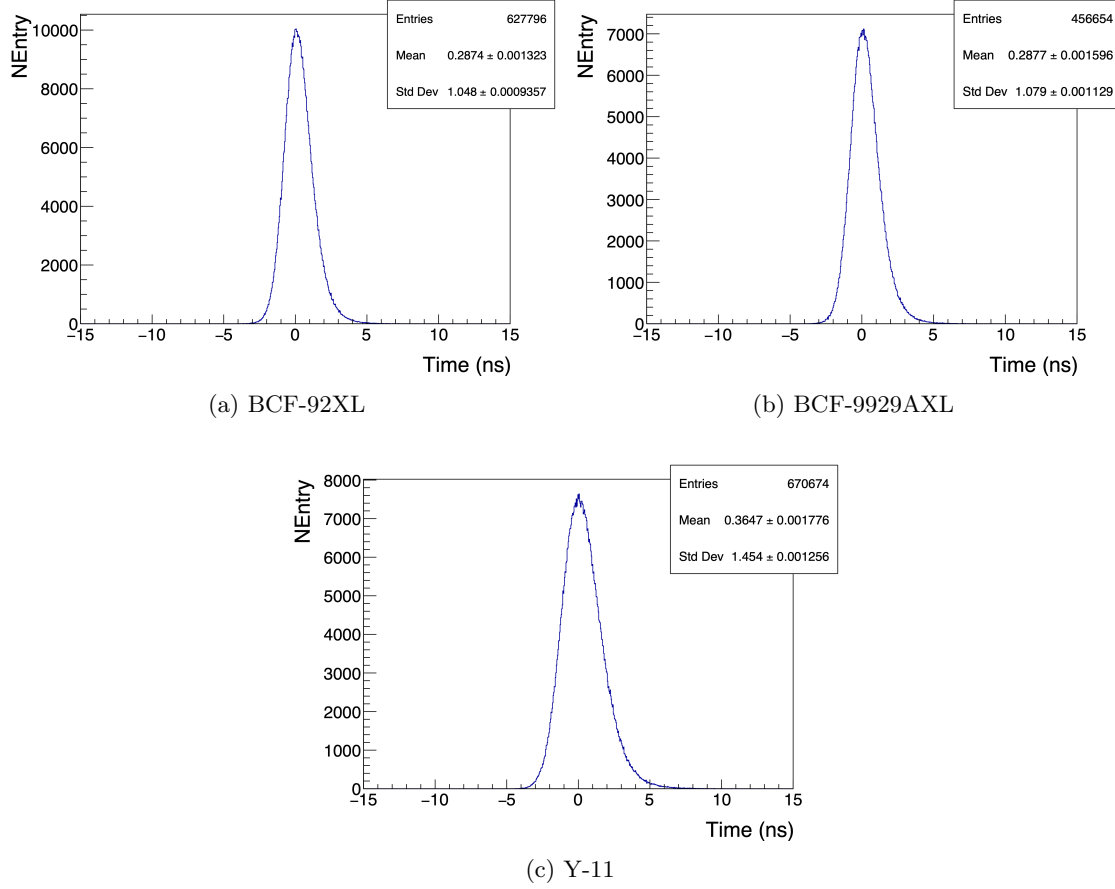 NEntry
Entries 627796
Mean 0.2874 ± 0.001323
Std Dev 1.048 ± 0.0009357
10000
8000
6000
4000
2000
0
−15 −10 −5 0 5 10 15
Time (ns)
(a) BCF-92XL
NEntry
Entries 456654
Mean 0.2877 ± 0.001596
Std Dev 1.079 ± 0.001129
7000
6000
5000
4000
3000
2000
1000
0
−15 −10 −5 0 5 10 15
Time (ns)
(b) BCF-9929AXL
NEntry
Entries 670674
Mean 0.3647 ± 0.001776
Std Dev 1.454 ± 0.001256
8000
7000
6000
5000
4000
3000
2000
1000
0
−15 −10 −5 0 5 10 15
Time (ns)
(c) Y-11